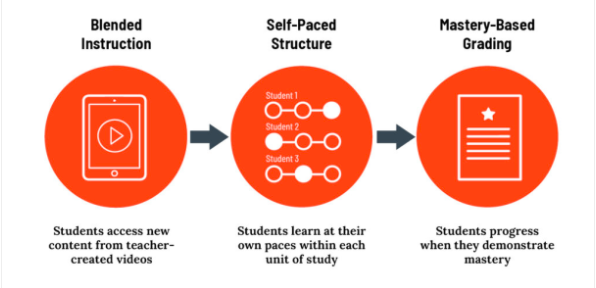 Blended
Instruction
Self-Paced
Structure
Mastery-Based
Grading
Student 1
Student 2
Student 3
Students access new
content from teacher-
created videos
Students learn at their
own paces within each
unit of study
Students progress
when they demonstrate
mastery